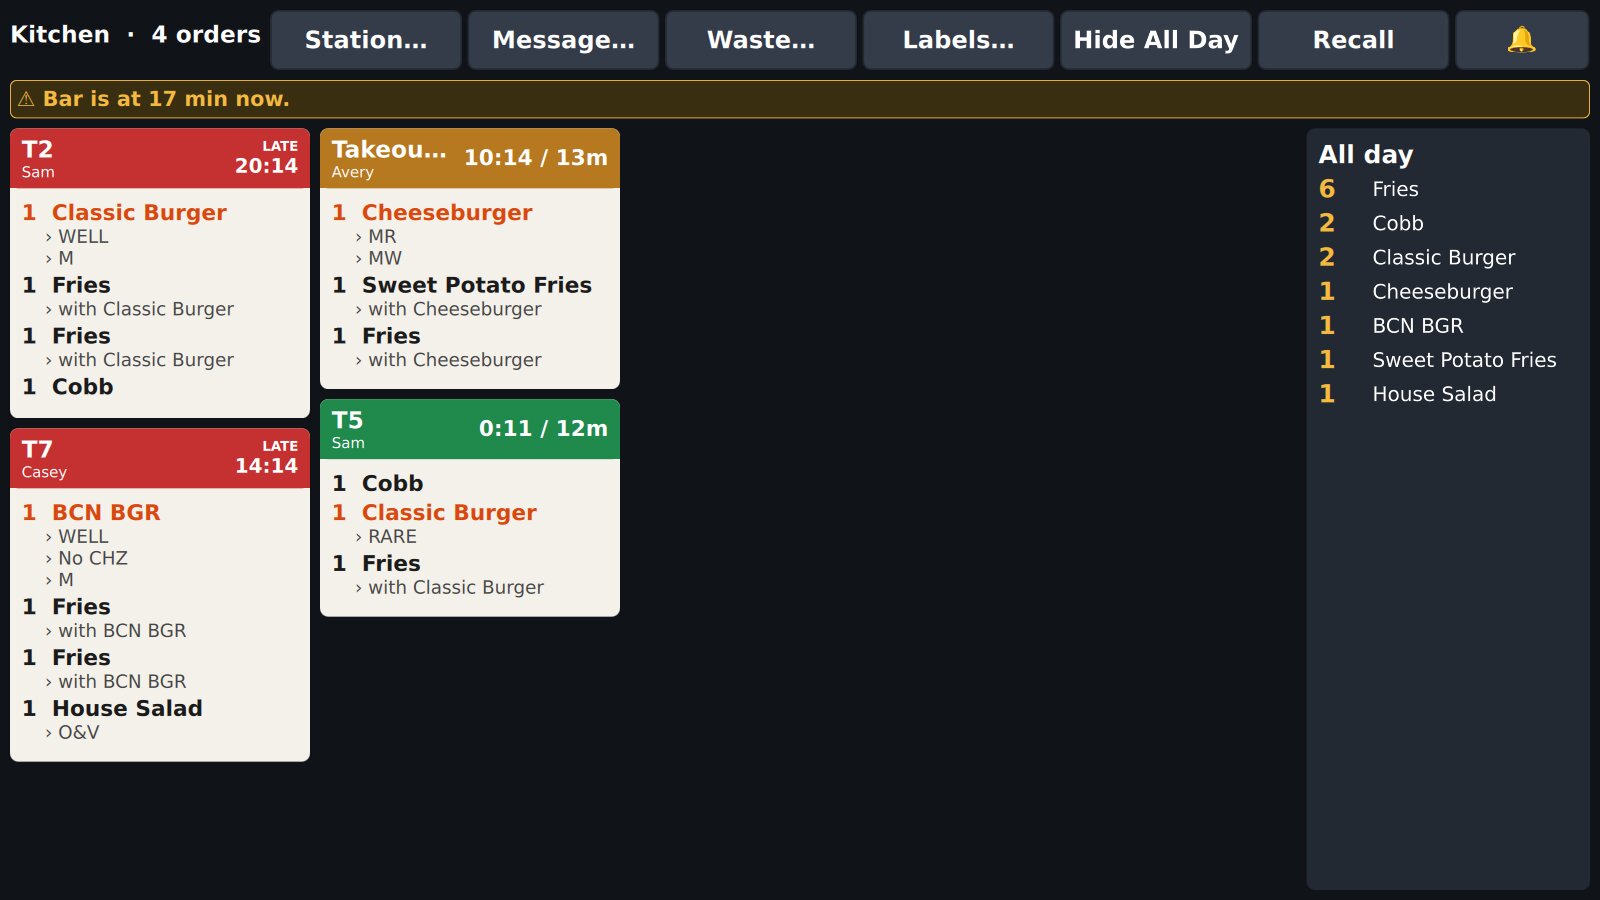 Kitchen · 4 orders
Station…
Message…
Waste…
Labels…
Hide All Day
Recall
⚠ Bar is at 17 min now.
T2
Sam
LATE
20:14
1 Classic Burger
› WELL
› M
1 Fries
› with Classic Burger
1 Fries
› with Classic Burger
1 Cobb
T7
Casey
LATE
14:14
1 BCN BGR
› WELL
› No CHZ
› M
1 Fries
› with BCN BGR
1 Fries
› with BCN BGR
1 House Salad
› O&V
Takeou…
Avery
10:14 / 13m
1 Cheeseburger
› MR
› MW
1 Sweet Potato Fries
› with Cheeseburger
1 Fries
› with Cheeseburger
T5
Sam
0:11 / 12m
1 Cobb
1 Classic Burger
› RARE
1 Fries
› with Classic Burger
All day
6 Fries
2 Cobb
2 Classic Burger
1 Cheeseburger
1 BCN BGR
1 Sweet Potato Fries
1 House Salad